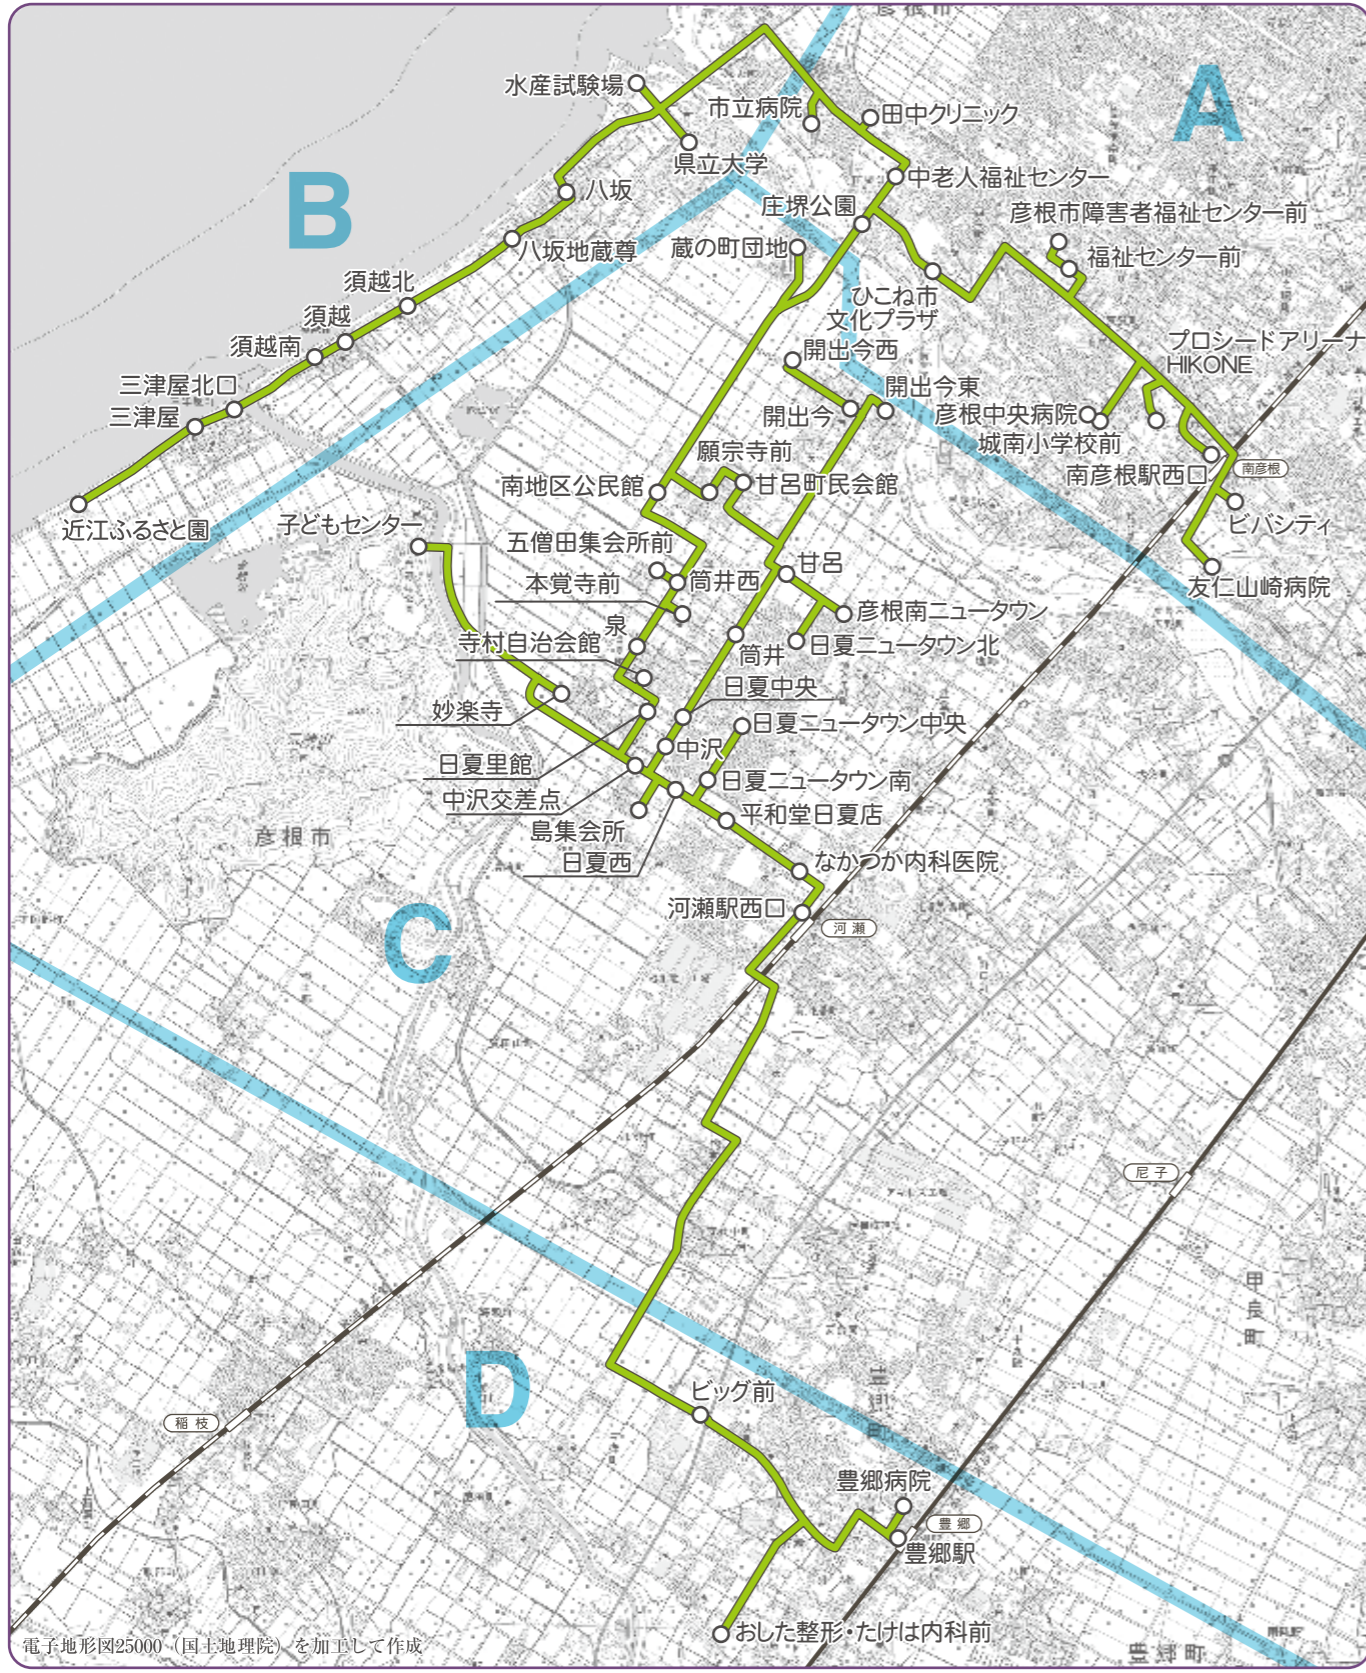 彦根市
A
水産試験場
市立病院
田中クリニック
県立大学
中老人福祉センター
B
八坂
庄堺公園
彦根市障害者福祉センター前
八坂地蔵尊
蔵の町団地
福祉センター前
須越北
ひこね市
文化プラザ
須越
須越南
プロシードアリーナ
HIKONE
開出今西
三津屋北口
開出今東
三津屋
開出今
彦根中央病院
城南小学校前
願宗寺前
南彦根駅西口
南彦根
南地区公民館
甘呂町民会館
近江ふるさと園
子どもセンター
ビバシティ
五僧田集会所前
甘呂
本覚寺前
筒井西
友仁山崎病院
彦根南ニュータウン
泉
寺村自治会館
筒井
日夏ニュータウン北
日夏中央
妙楽寺
日夏ニュータウン中央
中沢
日夏里館
日夏ニュータウン南
中沢交差点
平和堂日夏店
彦根市
島集会所
日夏西
なかつか内科医院
河瀬駅西口
河瀬
C
尼子
甲良町
D
豊郷町
ビッグ前
稲枝
豊郷病院
豊郷
豊郷駅
おした整形・たけは内科前
電子地形図25000（国土地理院）を加工して作成
豊郷町